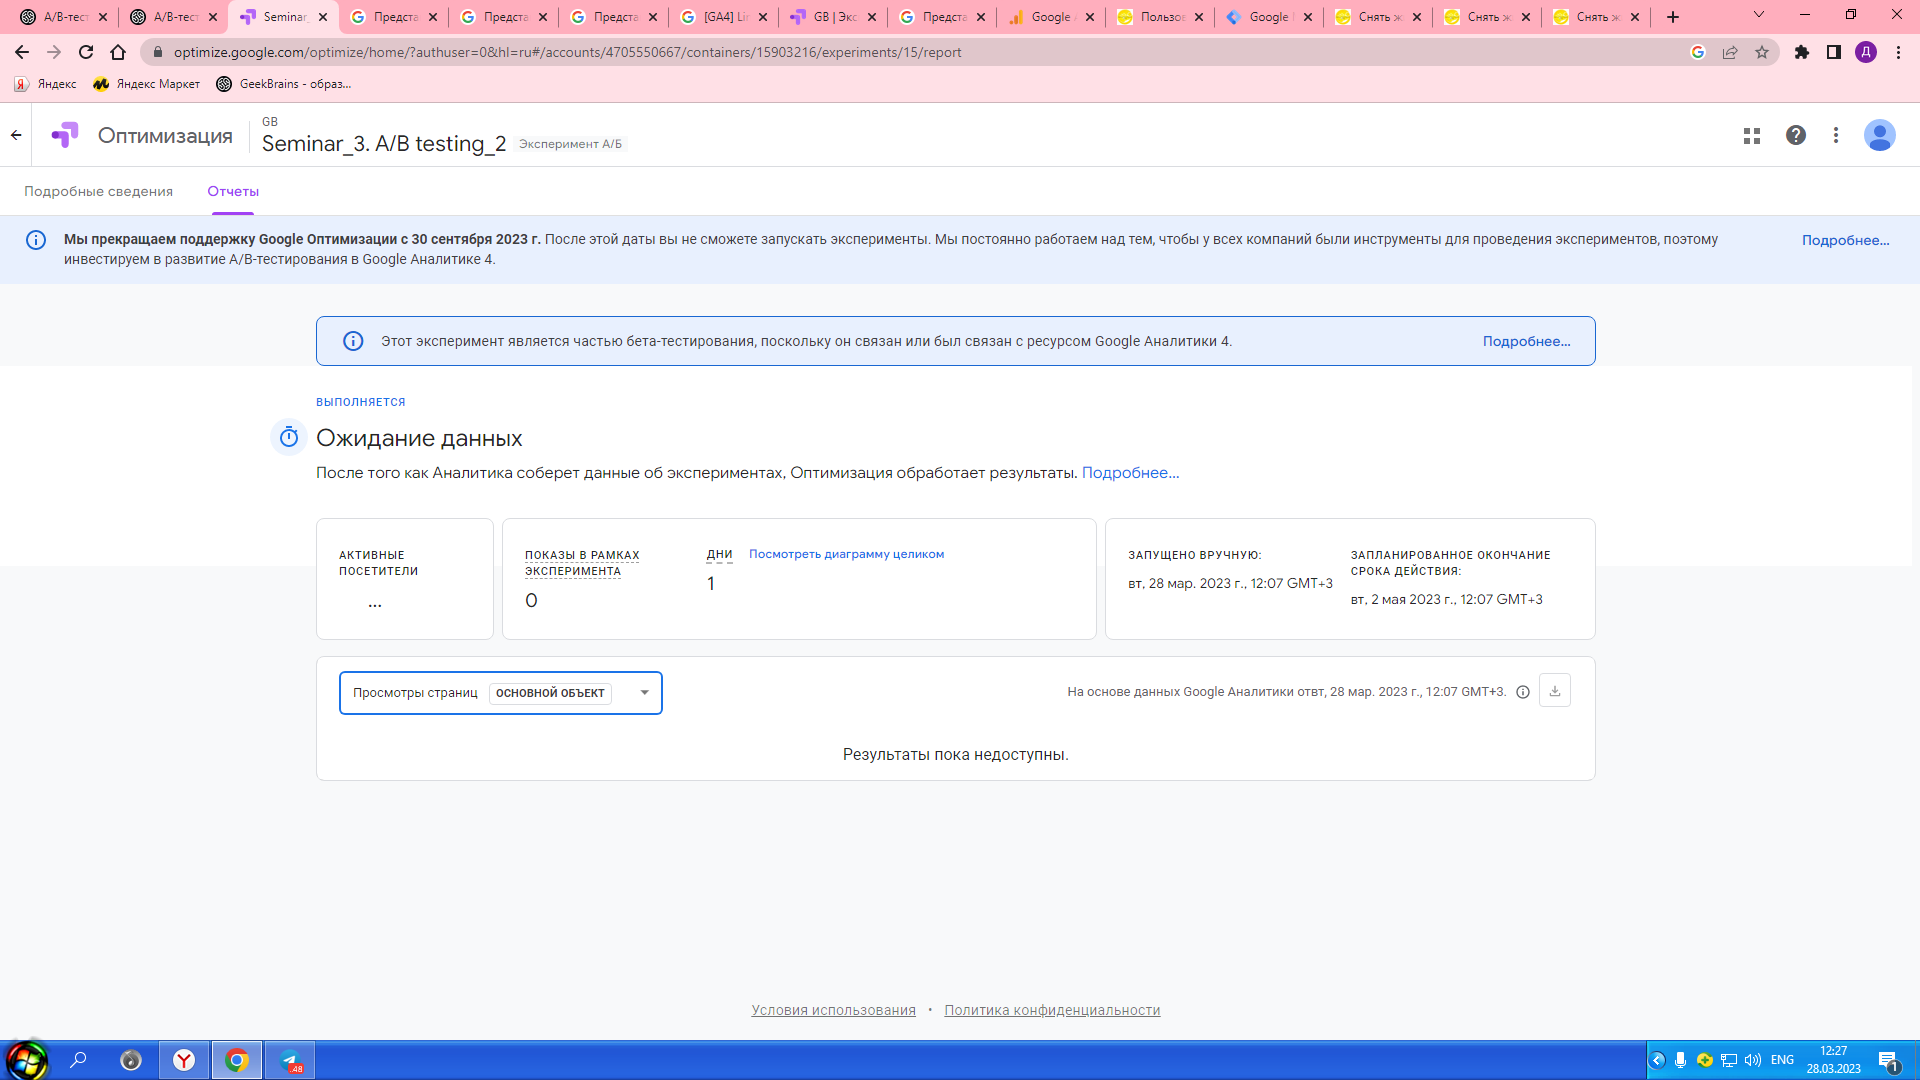 A/B-тест
A/B-тест
Seminar_
Предста
Предста
Предста
[GA4] Lin
GB | Экс
Предста
Google
Пользов
Google
Снять ж
Снять ж
Снять ж
optimize.google.com/optimize/home/?authuser=0&hl=ru#/accounts/4705550667/containers/15903216/experiments/15/report
Д
Яндекс
Яндекс Маркет
GeekBrains - образ...
Оптимизация
GB
Seminar_3. A/B testing_2
Эксперимент А/Б
Подробные сведения
Отчеты
Мы прекращаем поддержку Google Оптимизации с 30 сентября 2023 г. После этой даты вы не сможете запускать эксперименты. Мы постоянно работаем над тем, чтобы у всех компаний были инструменты для проведения экспериментов, поэтому
инвестируем в развитие A/B-тестирования в Google Аналитике 4.
Подробнее...
Этот эксперимент является частью бета-тестирования, поскольку он связан или был связан с ресурсом Google Аналитики 4.
Подробнее...
ВЫПОЛНЯЕТСЯ
Ожидание данных
После того как Аналитика соберет данные об экспериментах, Оптимизация обработает результаты. Подробнее...
АКТИВНЫЕ
ПОСЕТИТЕЛИ
...
ПОКАЗЫ В РАМКАХ
ЭКСПЕРИМЕНТА
0
ДНИ
1
Посмотреть диаграмму целиком
ЗАПУЩЕНО ВРУЧНУЮ:
вт, 28 мар. 2023 г., 12:07 GMT+3
ЗАПЛАНИРОВАННОЕ ОКОНЧАНИЕ
СРОКА ДЕЙСТВИЯ:
вт, 2 мая 2023 г., 12:07 GMT+3
Просмотры страниц
ОСНОВНОЙ ОБЪЕКТ
На основе данных Google Аналитики отвт, 28 мар. 2023 г., 12:07 GMT+3.
Результаты пока недоступны.
Условия использования • Политика конфиденциальности
48
ENG
12:27
28.03.2023
1